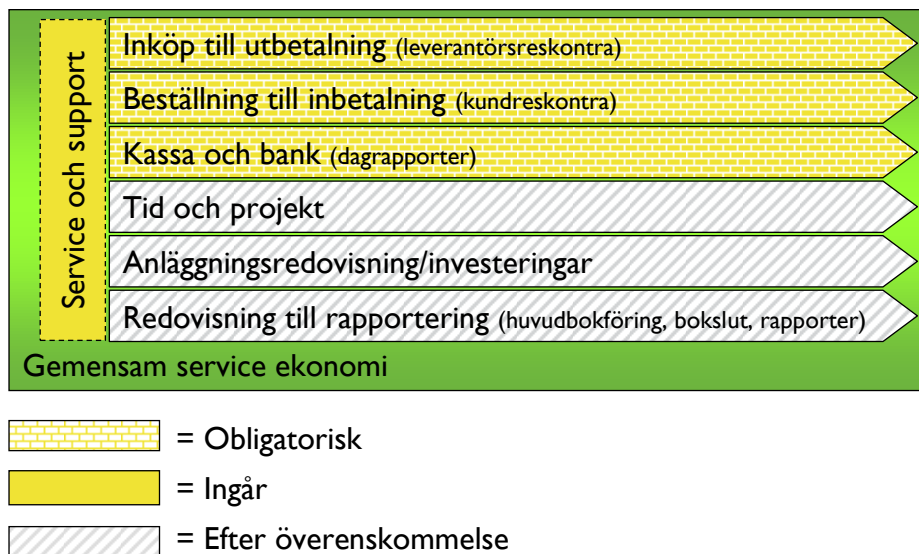 Service och support
Inköp till utbetalning (leverantörsreskontra)
Beställning till inbetalning (kundreskontra)
Kassa och bank (dagrapporter)
Tid och projekt
Anläggningsredovisning/investeringar
Redovisning till rapportering (huvudbokföring, bokslut, rapporter)
Gemensam service ekonomi
= Obligatorisk
= Ingår
= Efter överenskommelse